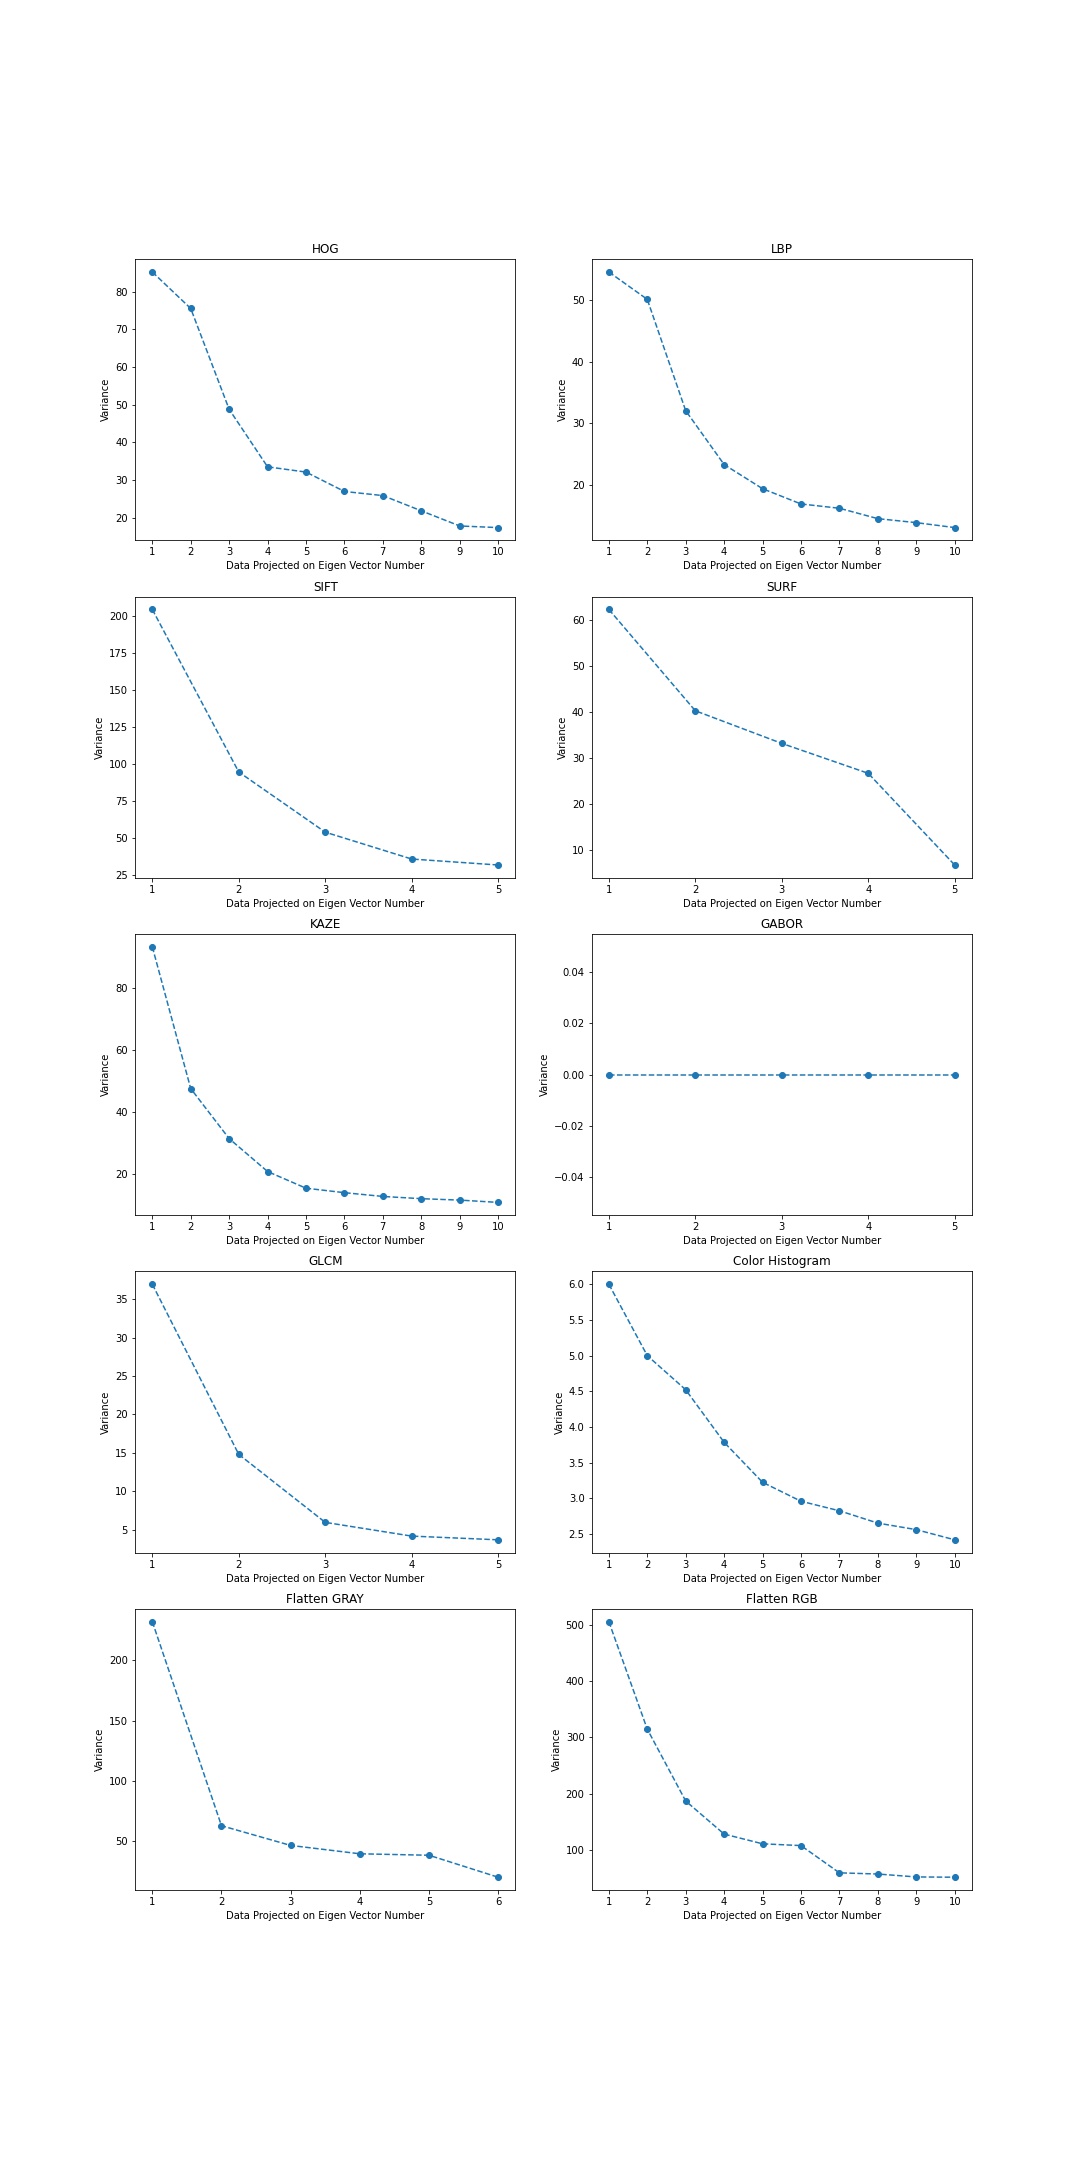 HOG
80
70
60
50
40
30
20
Variance
1 2 3 4 5 6 7 8 9 10
Data Projected on Eigen Vector Number
LBP
50
40
30
20
Variance
1 2 3 4 5 6 7 8 9 10
Data Projected on Eigen Vector Number
SIFT
200
175
150
125
100
75
50
25
Variance
1 2 3 4 5
Data Projected on Eigen Vector Number
SURF
60
50
40
30
20
10
Variance
1 2 3 4 5
Data Projected on Eigen Vector Number
KAZE
80
60
40
20
Variance
1 2 3 4 5 6 7 8 9 10
Data Projected on Eigen Vector Number
GABOR
0.04
0.02
0.00
−0.02
−0.04
Variance
1 2 3 4 5
Data Projected on Eigen Vector Number
GLCM
35
30
25
20
15
10
5
Variance
1 2 3 4 5
Data Projected on Eigen Vector Number
Color Histogram
6.0
5.5
5.0
4.5
4.0
3.5
3.0
2.5
Variance
1 2 3 4 5 6 7 8 9 10
Data Projected on Eigen Vector Number
Flatten GRAY
200
150
100
50
Variance
1 2 3 4 5 6
Data Projected on Eigen Vector Number
Flatten RGB
500
400
300
200
100
Variance
1 2 3 4 5 6 7 8 9 10
Data Projected on Eigen Vector Number